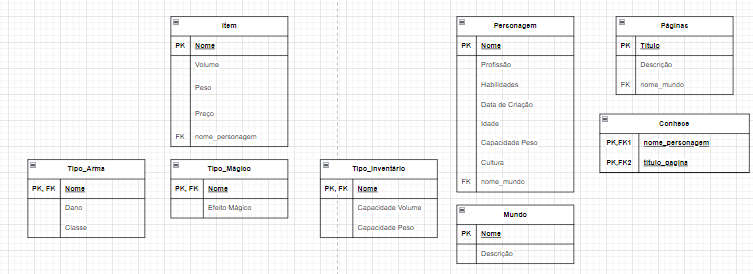 Item
PK Nome
Volume
Peso
Preço
FK nome_personagem
Personagem
PK Nome
Profissão
Habilidades
Data de Criação
Idade
Capacidade Peso
Cultura
FK nome_mundo
Páginas
PK Título
Descrição
FK nome_mundo
Conhece
PK,FK1 nome_personagem
PK,FK2 titulo_pagina
Tipo_Arma
PK, FK Nome
Dano
Classe
Tipo_Mágico
PK, FK Nome
Efeito Mágico
Tipo_Inventário
PK, FK Nome
Capacidade Volume
Capacidade Peso
Mundo
PK Nome
Descrição